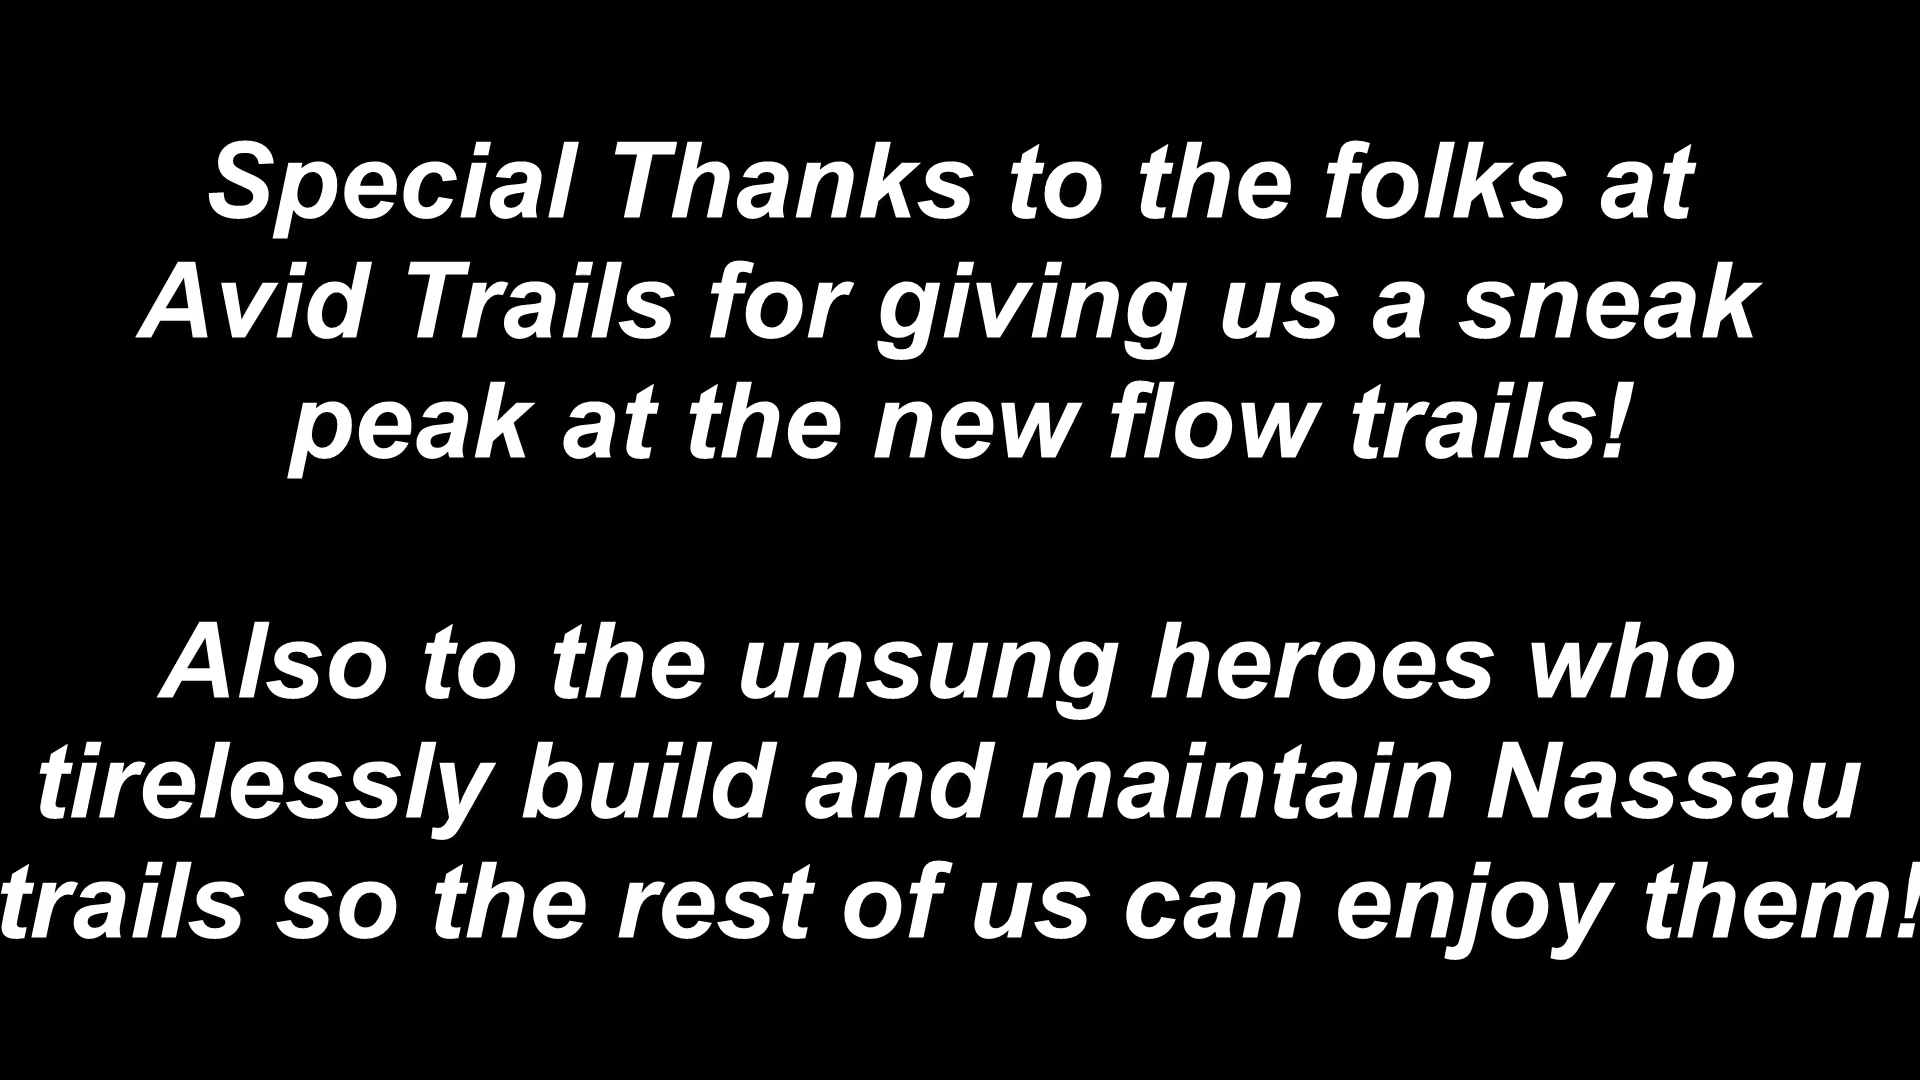 Special Thanks to the folks at
Avid Trails for giving us a sneak
peak at the new flow trails!
Also to the unsung heroes who
tirelessly build and maintain Nassau
trails so the rest of us can enjoy them!